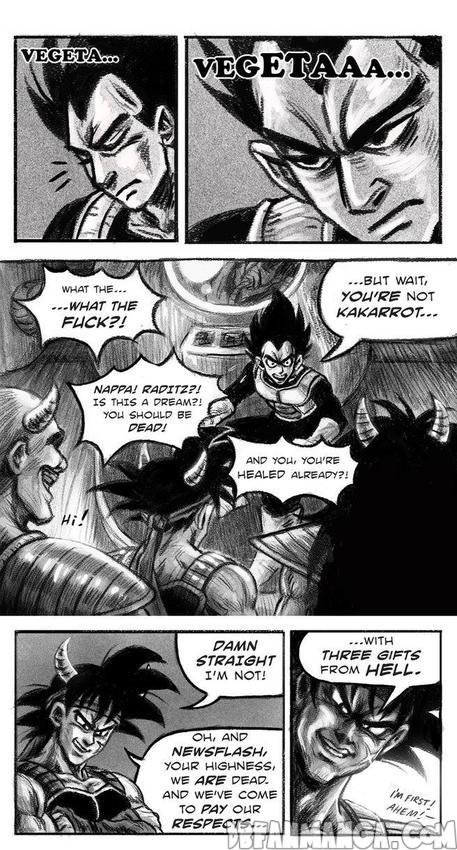 VEGETA...
VEGETAAA...
WHAT THE...
...WHAT THE
FUCK?!
...BUT WAIT,
YOU'RE NOT
KAKARROT...
NAPPA! RADITZ?!
IS THIS A DREAM?!
YOU SHOULD BE
DEAD!
AND YOU, YOU'RE
HEALED ALREADY?!
Hi!
DAMN
STRAIGHT
I'M NOT!
OH, AND
NEWSFLASH,
YOUR HIGHNESS,
WE ARE DEAD.
AND WE'VE COME
TO PAY OUR
RESPECTS...
...WITH
THREE GIFTS
FROM HELL.
I'M FIRST!
AHEM!-
DBFANMANGA.COM